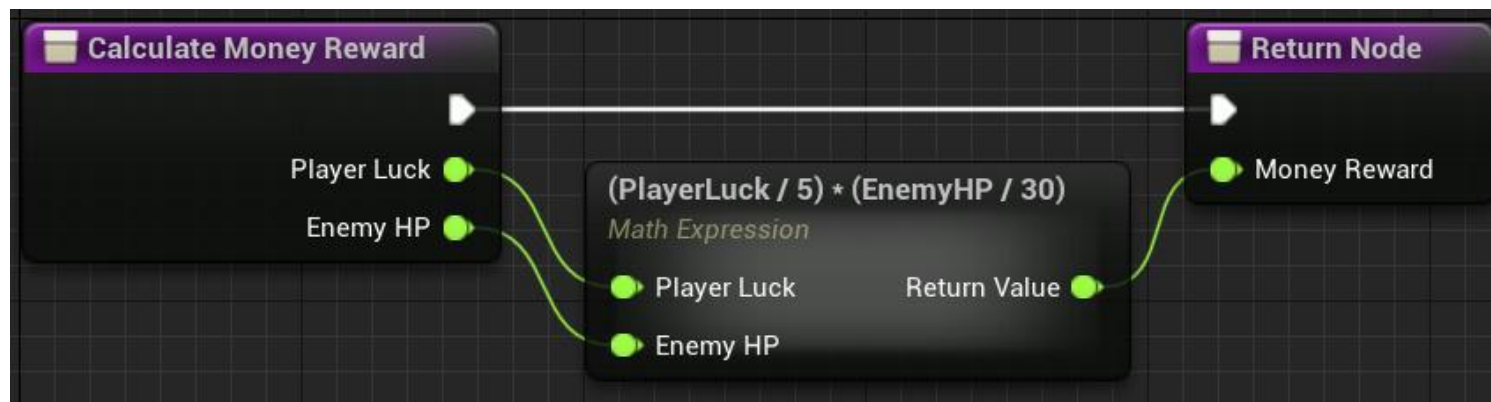 Calculate Money Reward
Return Node
Player Luck
Money Reward
Enemy HP
(PlayerLuck / 5) * (EnemyHP / 30)
Math Expression
Player Luck
Return Value
Enemy HP